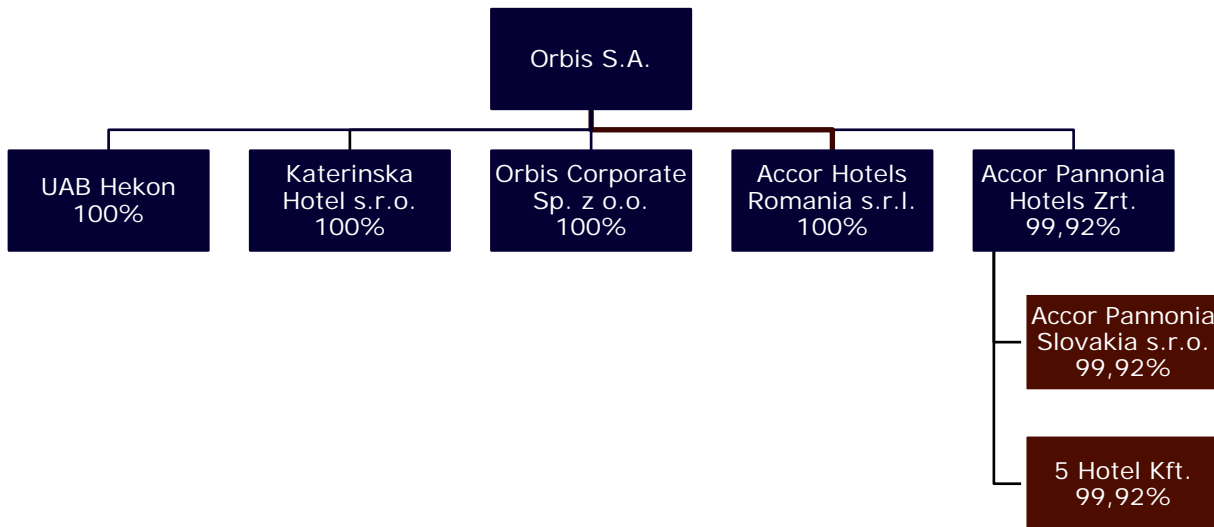 Orbis S.A.
UAB Hekon
100%
Katerinska
Hotel s.r.o.
100%
Orbis Corporate
Sp. z o.o.
100%
Accor Hotels
Romania s.r.l.
100%
Accor Pannonia
Hotels Zrt.
99,92%
Accor Pannonia
Slovakia s.r.o.
99,92%
5 Hotel Kft.
99,92%